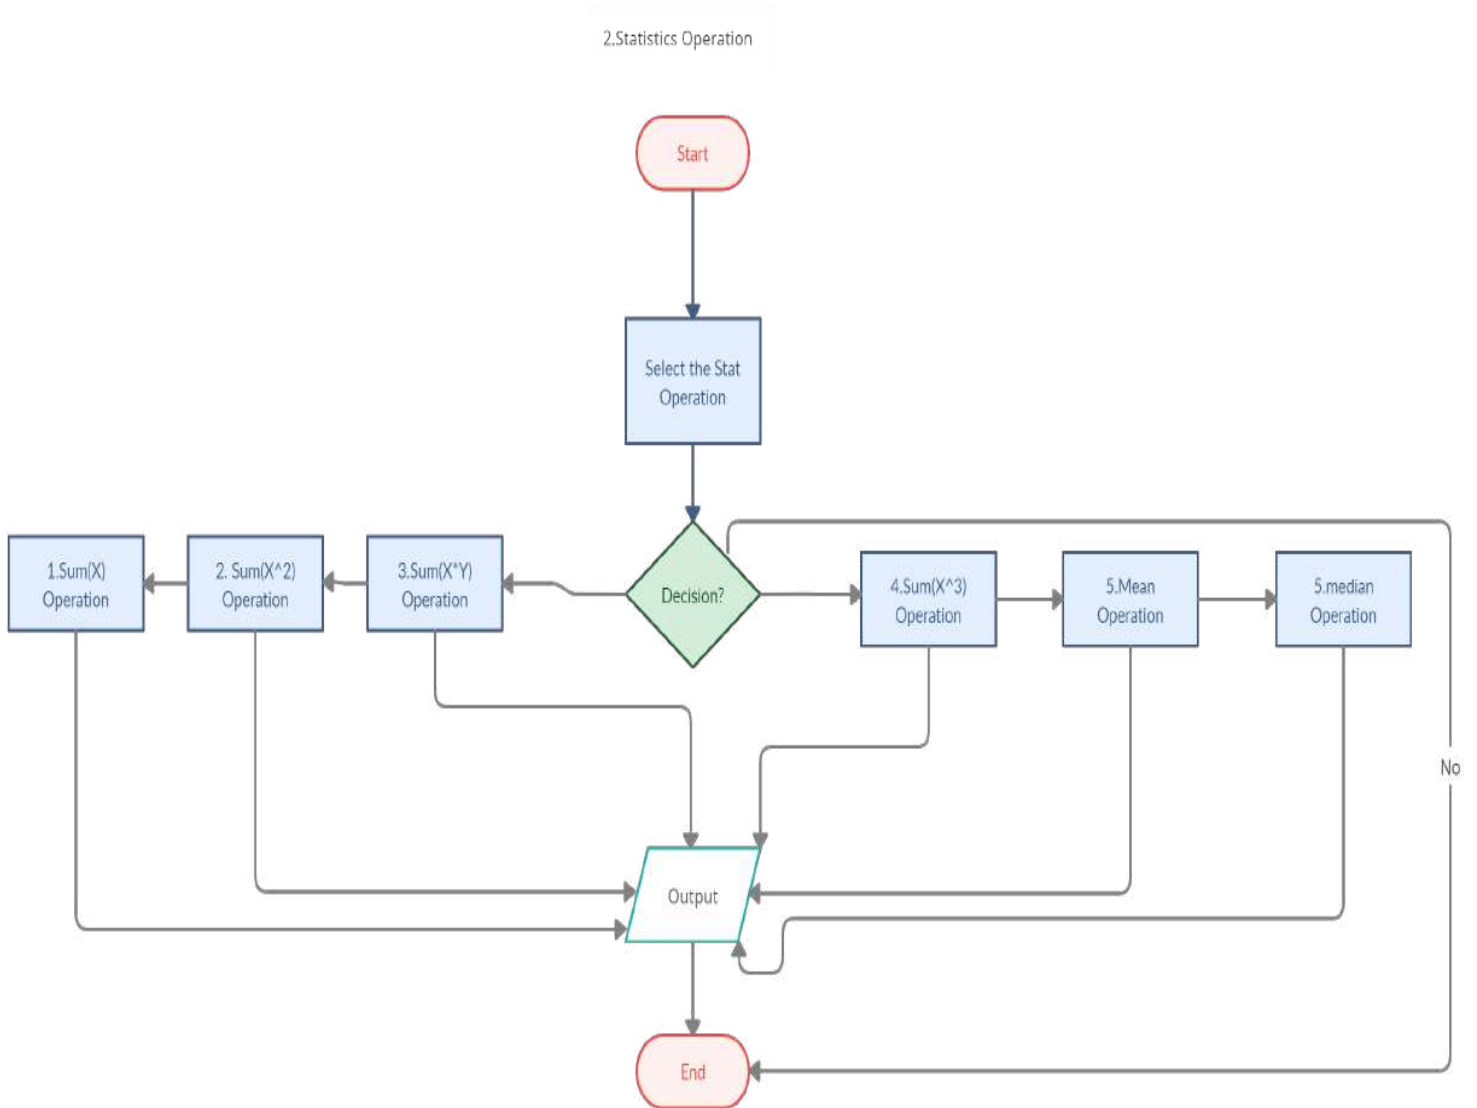 2.Statistics Operation
Start
Select the Stat
Operation
Decision?
1.Sum(X)
Operation
2. Sum(X^2)
Operation
3.Sum(X*Y)
Operation
4.Sum(X^3)
Operation
5.Mean
Operation
5.median
Operation
No
Output
End